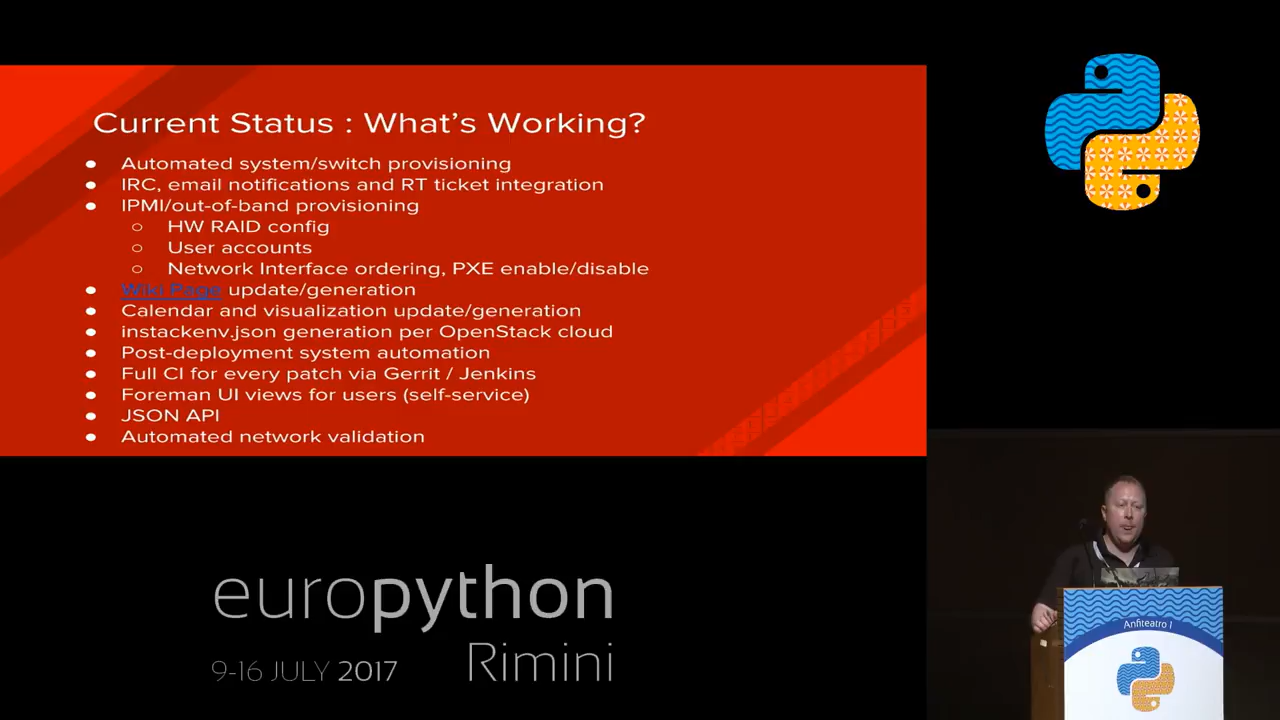 Current Status : What's Working?
● Automated system/switch provisioning
● IRC, email notifications and RT ticket integration
● IPMI/out-of-band provisioning
○ HW RAID config
○ User accounts
○ Network Interface ordering, PXE enable/disable
● Wiki Page update/generation
● Calendar and visualization update/generation
● instackenv.json generation per OpenStack cloud
● Post-deployment system automation
● Full CI for every patch via Gerrit / Jenkins
● Foreman UI views for users (self-service)
● JSON API
● Automated network validation
Anfiteatro 1
europython
Rimini
9-16 JULY 2017